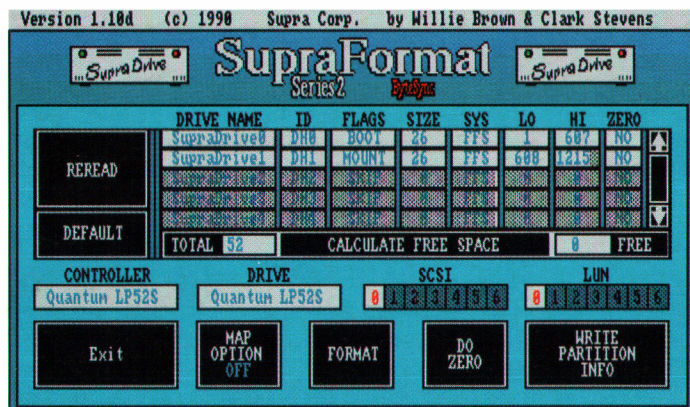 Version 1.10d (c) 1990 Supra Corp. by Willie Brown & Clark Stevens
SupraDrive SupraFormat SupraDrive
Series2 ByteSync
DRIVE NAME ID FLAGS SIZE SYS LO HI ZERO
SupraDrive0 DH0 BOOT 26 FFS 1 607 NO
SupraDrive1 DH1 MOUNT 26 FFS 608 1215 NO
REREAD
DEFAULT
TOTAL 52 CALCULATE FREE SPACE 0 FREE
CONTROLLER DRIVE SCSI LUN
Quantum LP52S Quantum LP52S 0 1 2 3 4 5 6 0 1 2 3 4 5 6
Exit
MAP
OPTION
OFF
FORMAT
DO
ZERO
WRITE
PARTITION
INFO